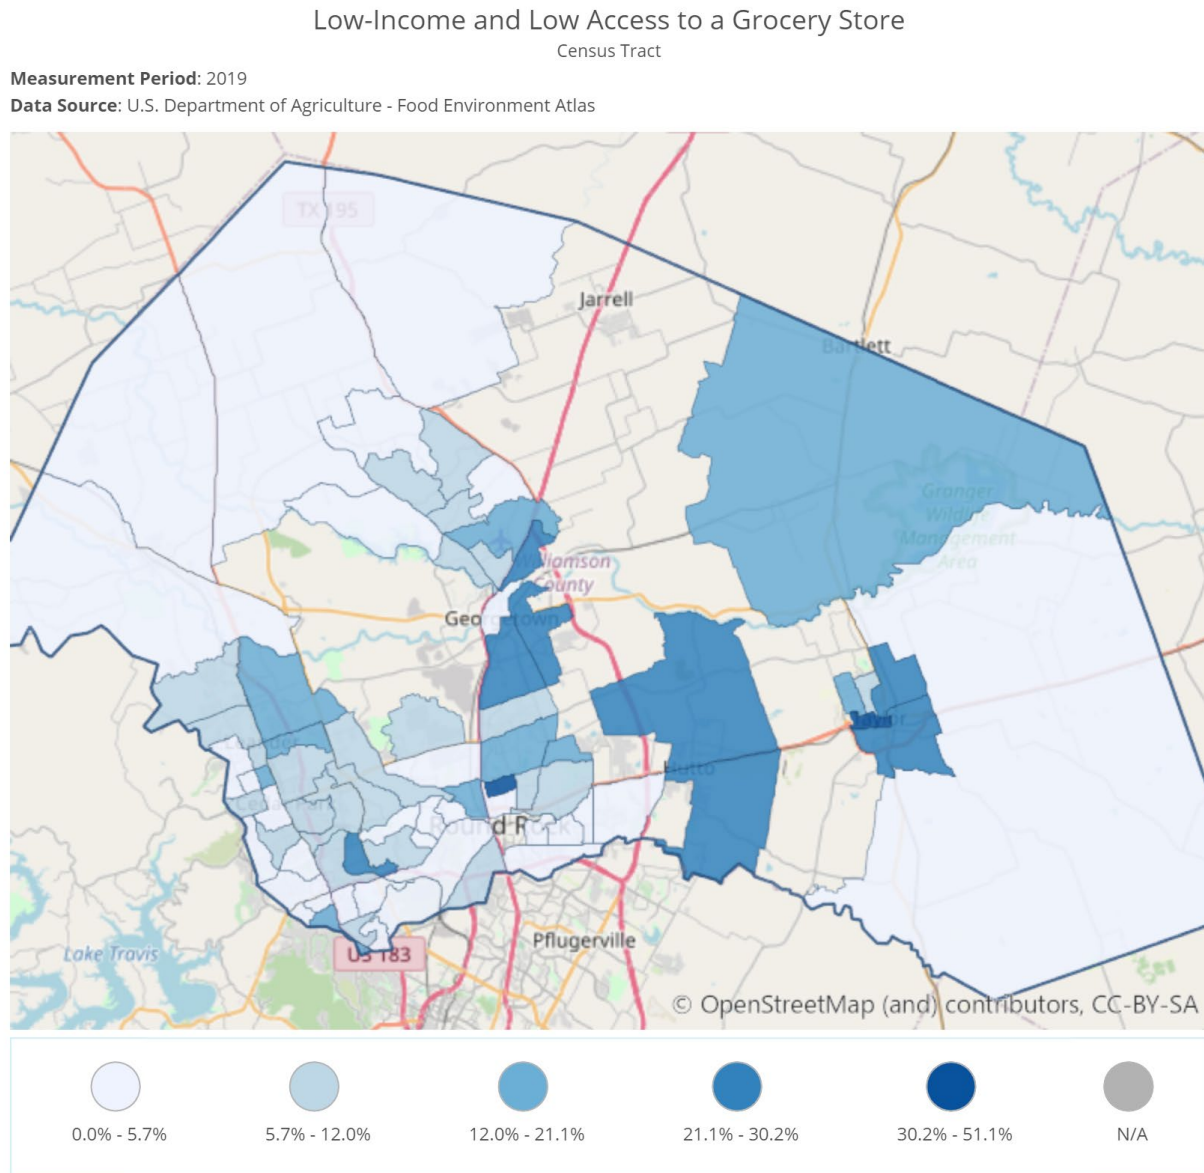 Low-Income and Low Access to a Grocery Store
Census Tract
Measurement Period: 2019
Data Source: U.S. Department of Agriculture - Food Environment Atlas
TX 195
Jarrell
Bartlett
Granger
Wildlife
Management
Area
Williamson
County
Georgetown
Taylor
Leander
Hutto
Cedar Park
Round Rock
Pflugerville
Lake Travis
US 183
© OpenStreetMap (and) contributors, CC-BY-SA
0.0% - 5.7%
5.7% - 12.0%
12.0% - 21.1%
21.1% - 30.2%
30.2% - 51.1%
N/A